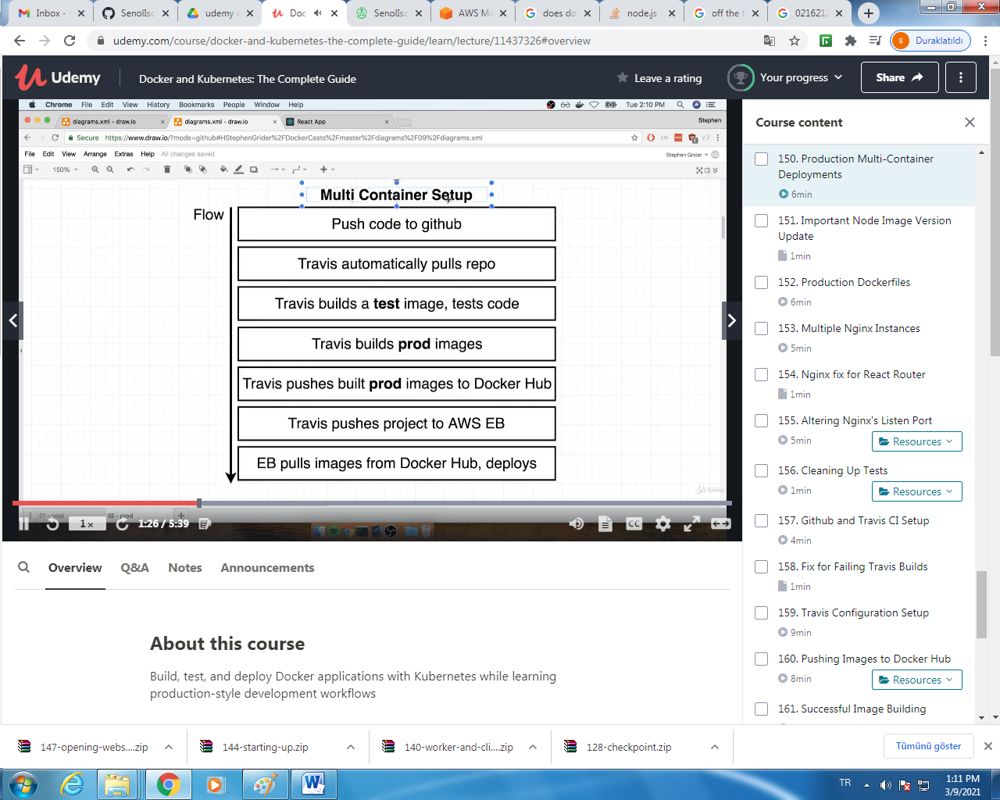 Inbox - s
SenolIsc
udemy c
Doc
SenolIsc
AWS Ma
does do
node.js -
off the t
021621
udemy.com/course/docker-and-kubernetes-the-complete-guide/learn/lecture/11437326#overview
S Duraklatıldı
Udemy
Docker and Kubernetes: The Complete Guide
Leave a rating
Your progress
Share
Chrome File Edit View History Bookmarks People Window Help
Tue 2:10 PM
diagrams.xml - draw.io
diagrams.xml - draw.io
React App
Stephen
Secure
https://www.draw.io/?mode=github#HStephenGrider%2FDockerCasts%2Fmaster%2Fdiagrams%2F09%2Fdiagrams.xml
File Edit View Arrange Extras Help All changes saved
Stephen Grider
150%
Multi Container Setup
Flow
Push code to github
Travis automatically pulls repo
Travis builds a test image, tests code
Travis builds prod images
Travis pushes built prod images to Docker Hub
Travis pushes project to AWS EB
EB pulls images from Docker Hub, deploys
Udemy
01 - prod
02 - prod
1x
1:26 / 5:39
CC
Course content
150. Production Multi-Container
Deployments
6min
151. Important Node Image Version
Update
1min
152. Production Dockerfiles
6min
153. Multiple Nginx Instances
5min
154. Nginx fix for React Router
1min
155. Altering Nginx's Listen Port
5min
Resources
156. Cleaning Up Tests
1min
Resources
157. Github and Travis CI Setup
4min
158. Fix for Failing Travis Builds
1min
159. Travis Configuration Setup
9min
160. Pushing Images to Docker Hub
8min
Resources
161. Successful Image Building
Overview
Q&A
Notes
Announcements
About this course
Build, test, and deploy Docker applications with Kubernetes while learning
production-style development workflows
147-opening-webs....zip
144-starting-up.zip
140-worker-and-cli....zip
128-checkpoint.zip
Tümünü göster
TR
1:11 PM
3/9/2021